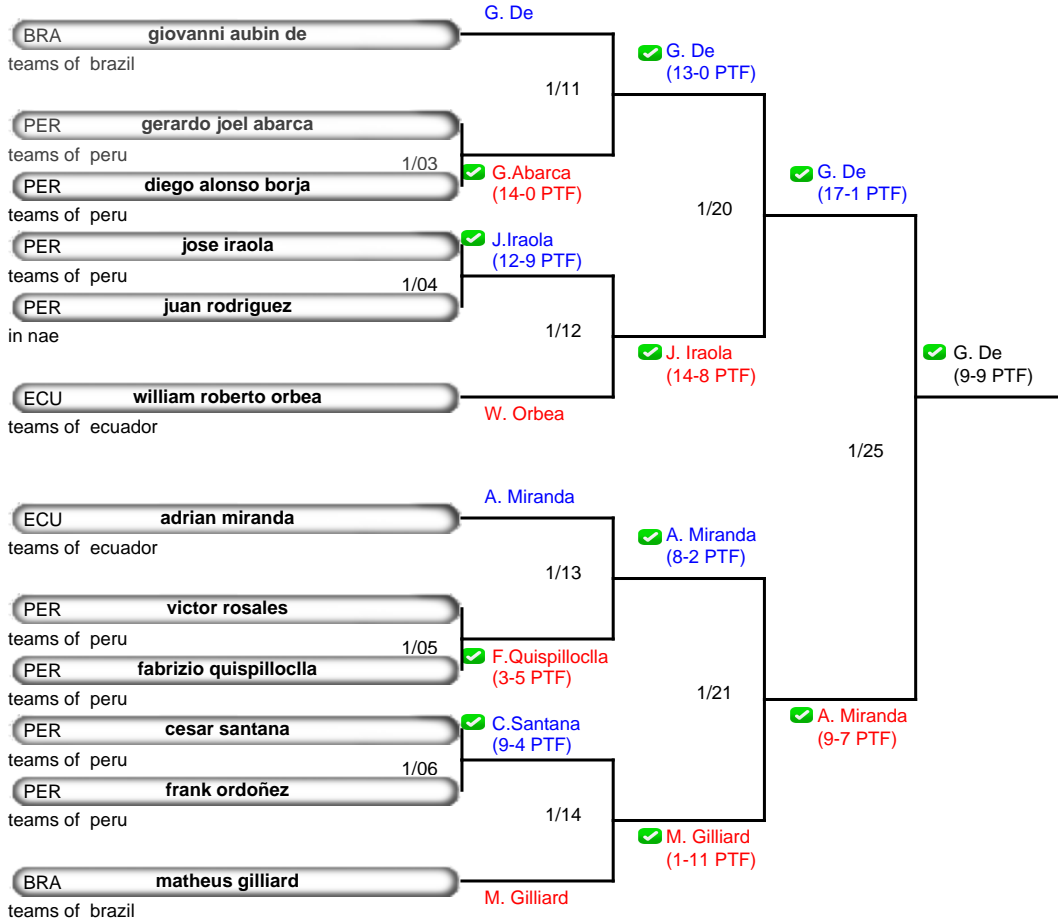 G. De
BRA giovanni aubin de
teams of brazil
G. De
(13-0 PTF)
1/11
PER gerardo joel abarca
teams of peru
1/03
G.Abarca
(14-0 PTF)
PER diego alonso borja
teams of peru
G. De
(17-1 PTF)
1/20
PER jose iraola
teams of peru
J.Iraola
(12-9 PTF)
1/04
PER juan rodriguez
in nae
1/12
J. Iraola
(14-8 PTF)
G. De
(9-9 PTF)
ECU william roberto orbea
teams of ecuador
W. Orbea
1/25
A. Miranda
ECU adrian miranda
teams of ecuador
A. Miranda
(8-2 PTF)
1/13
PER victor rosales
teams of peru
1/05
F.Quispilloclla
(3-5 PTF)
PER fabrizio quispilloclla
teams of peru
1/21
A. Miranda
(9-7 PTF)
PER cesar santana
teams of peru
C.Santana
(9-4 PTF)
1/06
PER frank ordoñez
teams of peru
1/14
M. Gilliard
(1-11 PTF)
BRA matheus gilliard
teams of brazil
M. Gilliard